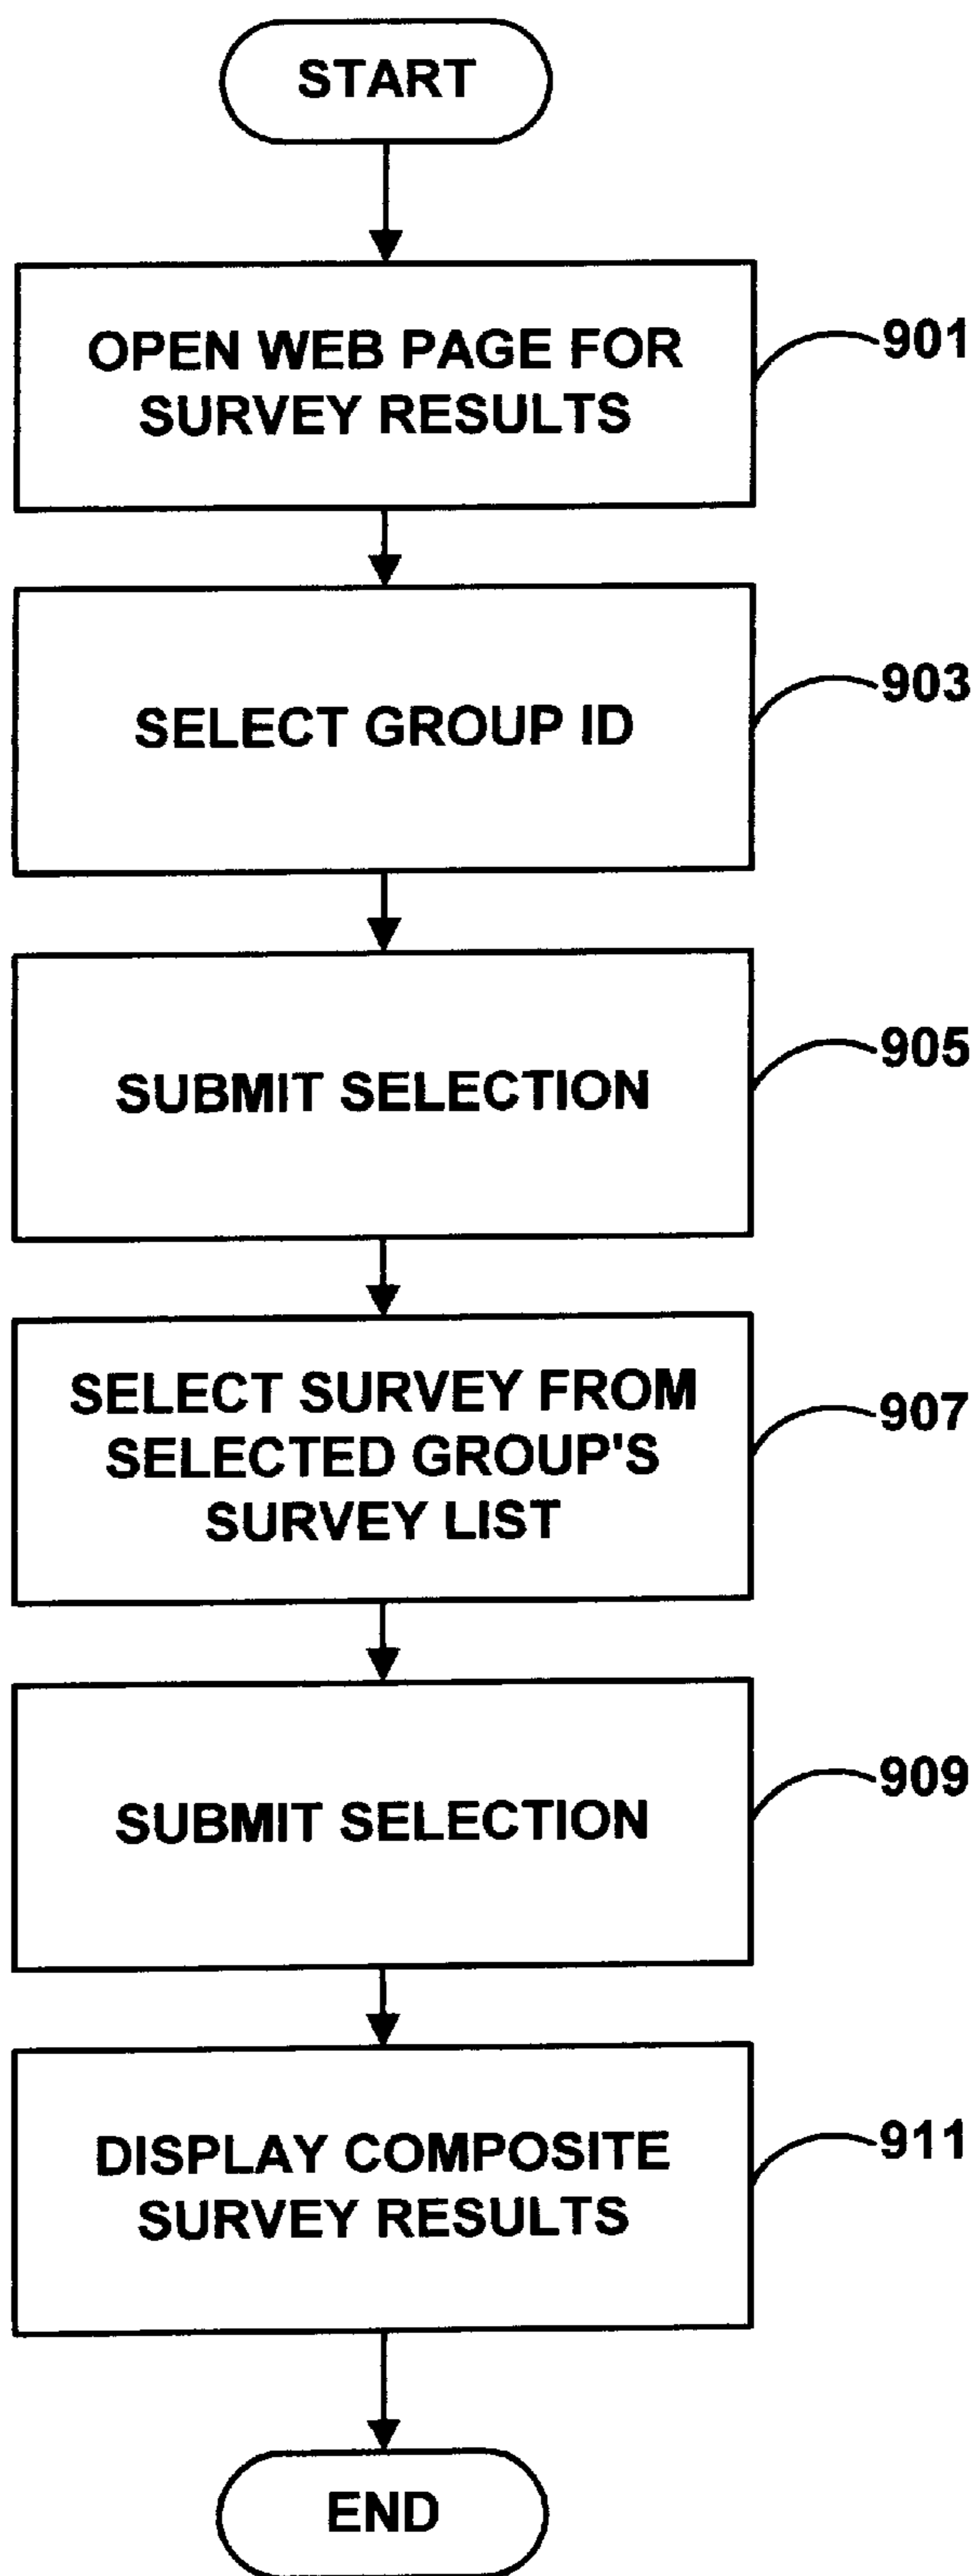 START
OPEN WEB PAGE FOR
SURVEY RESULTS
901
SELECT GROUP ID
903
SUBMIT SELECTION
905
SELECT SURVEY FROM
SELECTED GROUP'S
SURVEY LIST
907
SUBMIT SELECTION
909
DISPLAY COMPOSITE
SURVEY RESULTS
911
END